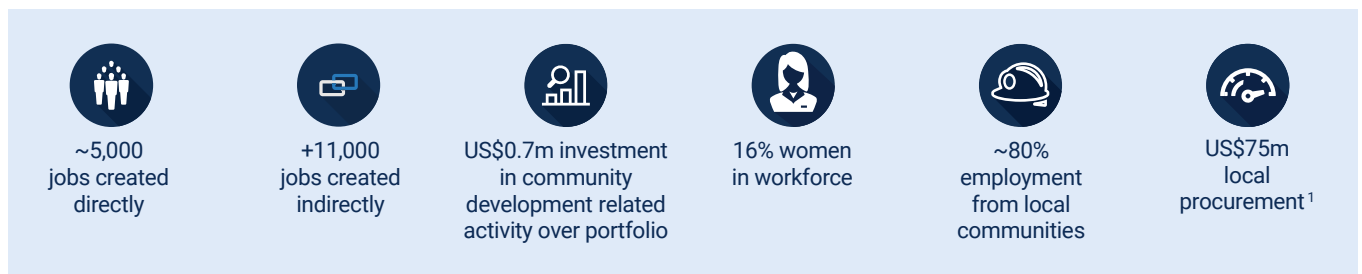 ~5,000
jobs created
directly
+11,000
jobs created
indirectly
US$0.7m investment
in community
development related
activity over portfolio
16% women
in workforce
~80%
employment
from local
communities
US$75m
local
procurement 1